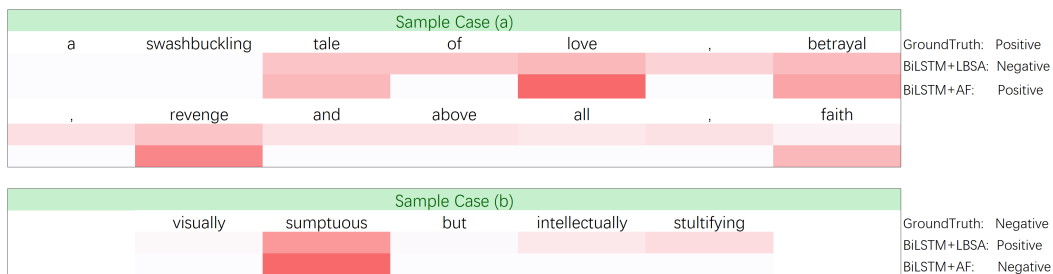 Sample Case (a)
a swashbuckling tale of love , betrayal GroundTruth: Positive
BiLSTM+LBSA: Negative
BiLSTM+AF: Positive
, revenge and above all , faith
Sample Case (b)
visually sumptuous but intellectually stultifying GroundTruth: Negative
BiLSTM+LBSA: Positive
BiLSTM+AF: Negative